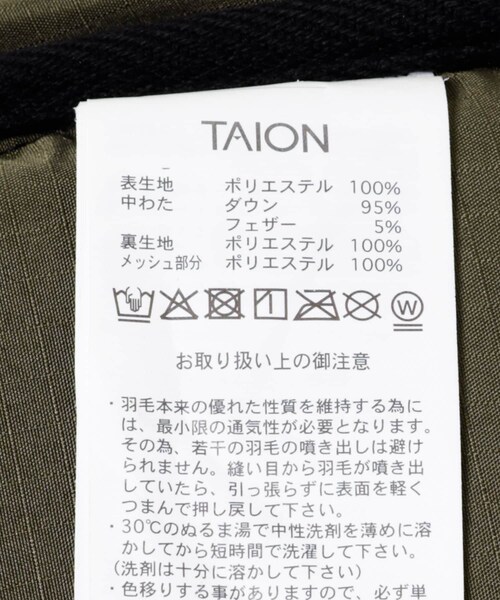 TAION
表生地 ポリエステル 100%
中わた ダウン 95%
フェザー 5%
裏生地 ポリエステル 100%
メッシュ部分 ポリエステル 100%
W
お取り扱い上の御注意
・羽毛本来の優れた性質を維持する為に
は、最小限の通気性が必要となります。
その為、若干の羽毛の噴き出しは避け
られません。縫い目から羽毛が噴き出
していたら、引っ張らずに表面を軽く
つまんで押し戻して下さい。
・30℃のぬるま湯で中性洗剤を薄めに溶
かしてから短時間で洗濯して下さい。
(洗剤は十分に溶かして下さい)
・色移りする事がありますので、必ず単